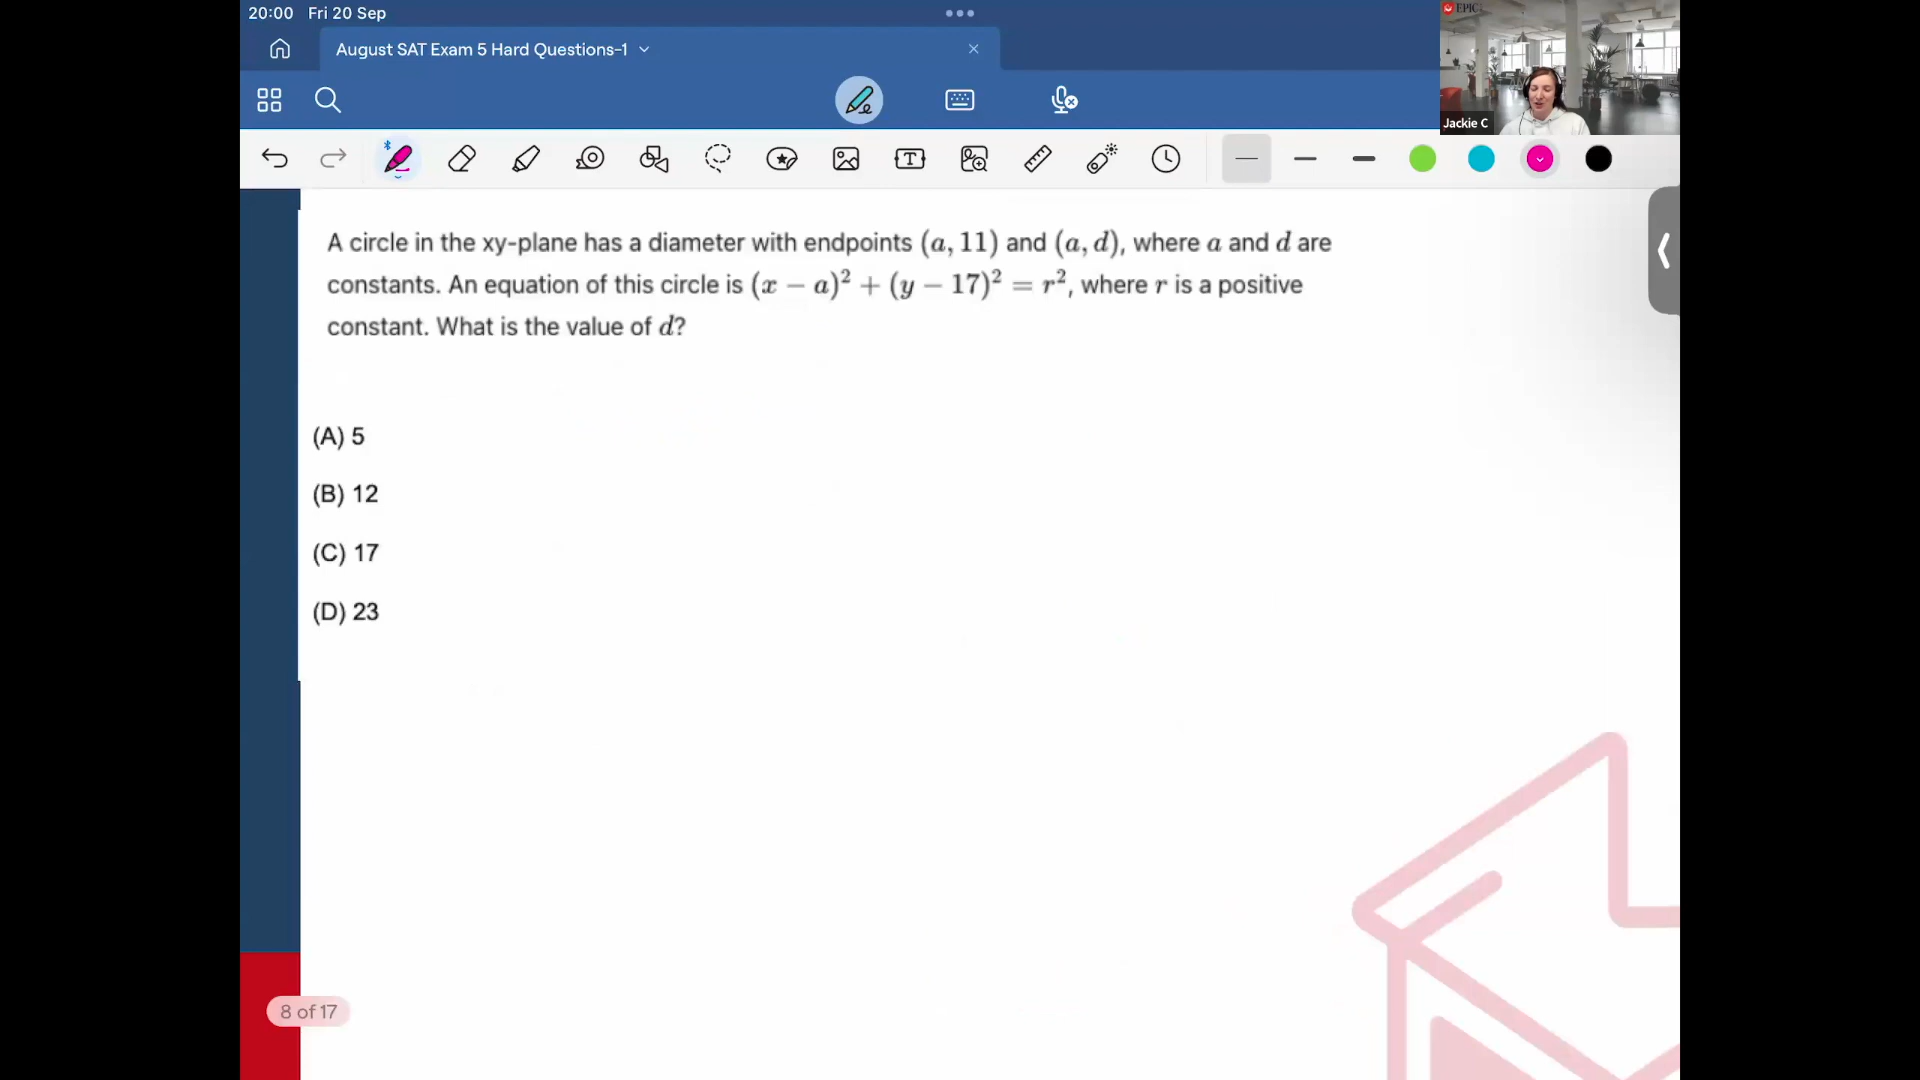 20:00 Fri 20 Sep
EPIC
August SAT Exam 5 Hard Questions-1
Jackie C
A circle in the xy-plane has a diameter with endpoints (a, 11) and (a, d), where a and d are
constants. An equation of this circle is (x − a)² + (y − 17)² = r², where r is a positive
constant. What is the value of d?
(A) 5
(B) 12
(C) 17
(D) 23
8 of 17